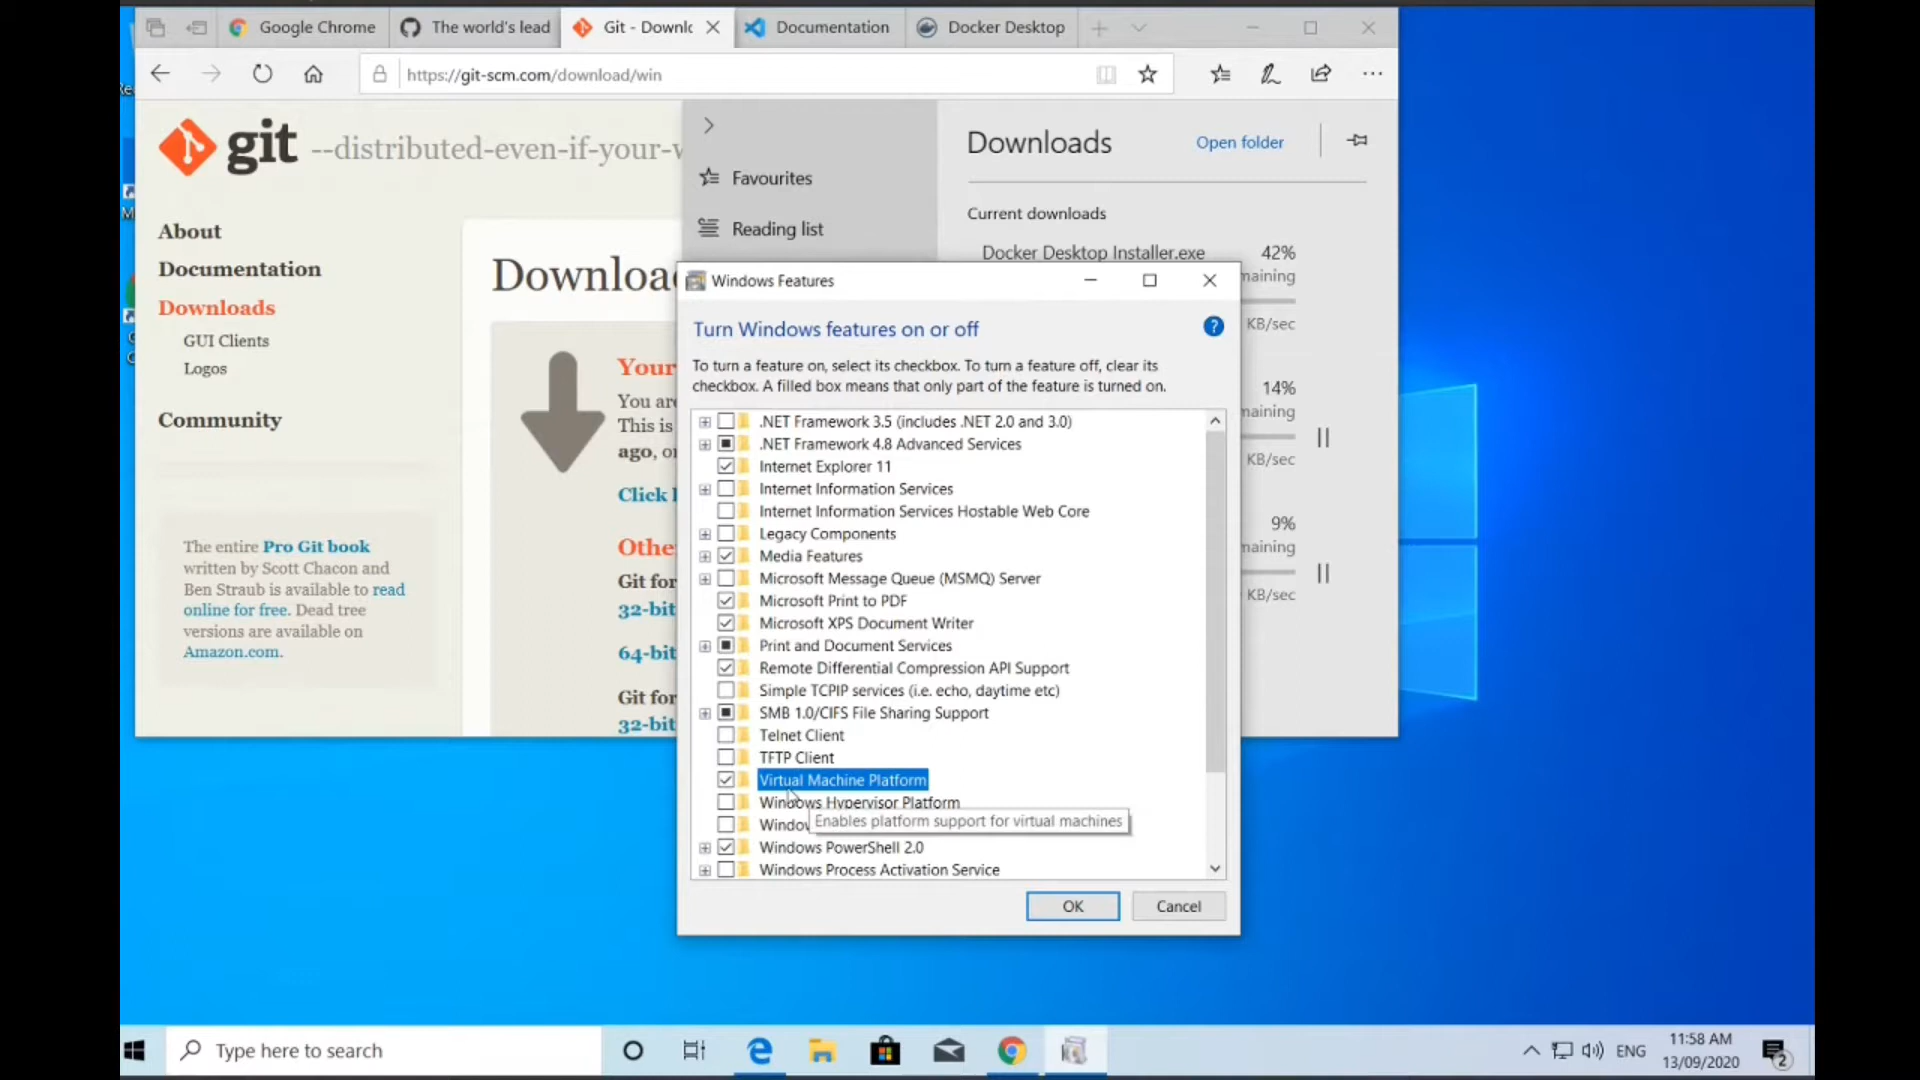 Google Chrome
The world's lead
Git - Downlc
Documentation
Docker Desktop
https://git-scm.com/download/win
git --distributed-even-if-your-w
About
Documentation
Downloads
GUI Clients
Logos
Community
The entire Pro Git book
written by Scott Chacon and
Ben Straub is available to read
online for free. Dead tree
versions are available on
Amazon.com.
Downloa
Your
You are
This is
ago, o
Click
Othe
Git for
32-bit
64-bit
Git for
32-bit
Favourites
Reading list
Downloads
Open folder
Current downloads
Docker Desktop Installer.exe 42%
maining
KB/sec
14%
naining
KB/sec
9%
naining
KB/sec
Windows Features
Turn Windows features on or off
To turn a feature on, select its checkbox. To turn a feature off, clear its
checkbox. A filled box means that only part of the feature is turned on.
.NET Framework 3.5 (includes .NET 2.0 and 3.0)
.NET Framework 4.8 Advanced Services
Internet Explorer 11
Internet Information Services
Internet Information Services Hostable Web Core
Legacy Components
Media Features
Microsoft Message Queue (MSMQ) Server
Microsoft Print to PDF
Microsoft XPS Document Writer
Print and Document Services
Remote Differential Compression API Support
Simple TCPIP services (i.e. echo, daytime etc)
SMB 1.0/CIFS File Sharing Support
Telnet Client
TFTP Client
Virtual Machine Platform
Windows Hypervisor Platform
Window
Enables platform support for virtual machines
Windows PowerShell 2.0
Windows Process Activation Service
OK
Cancel
Type here to search
ENG
11:58 AM
13/09/2020
2